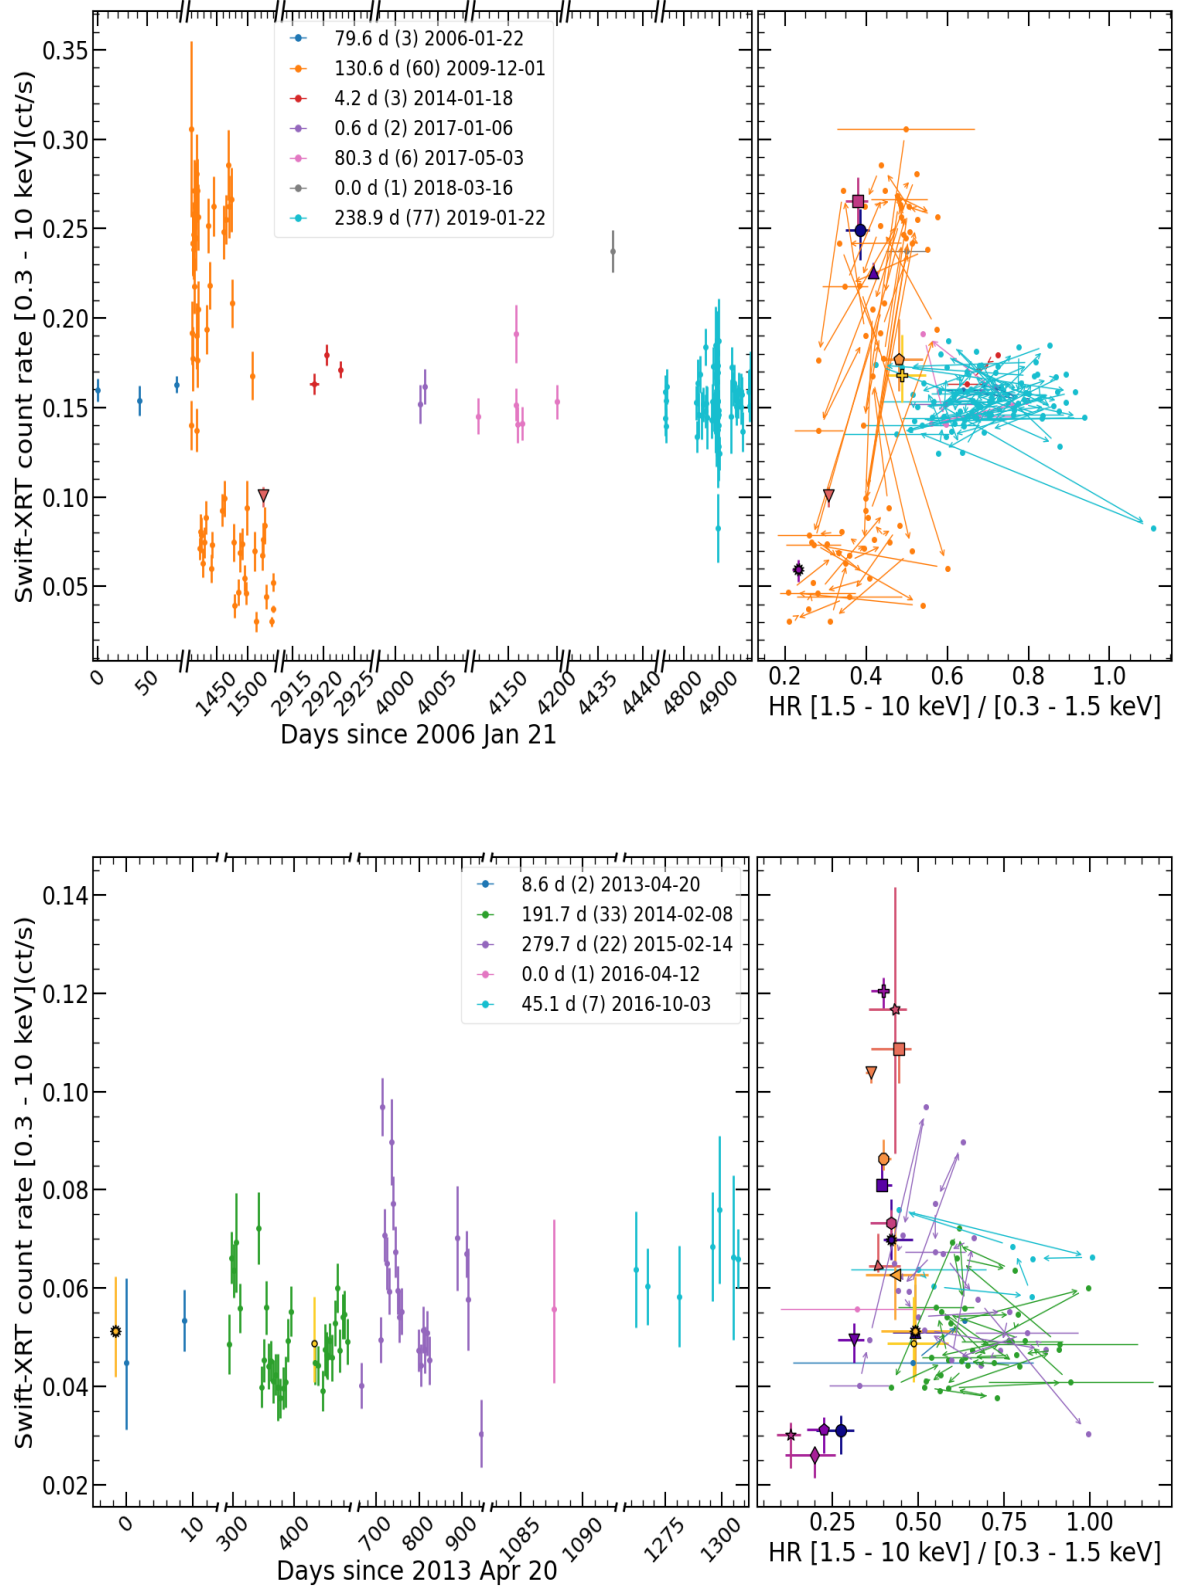 Swift-XRT count rate [0.3 - 10 keV](ct/s)
0.35
0.30
0.25
0.20
0.15
0.10
0.05
79.6 d (3) 2006-01-22
130.6 d (60) 2009-12-01
4.2 d (3) 2014-01-18
0.6 d (2) 2017-01-06
80.3 d (6) 2017-05-03
0.0 d (1) 2018-03-16
238.9 d (77) 2019-01-22
0 50 1450 1500 2915 2920 2925 4000 4005 4150 4200 4435 4440 4800 4900
Days since 2006 Jan 21
0.2 0.4 0.6 0.8 1.0
HR [1.5 - 10 keV] / [0.3 - 1.5 keV]
Swift-XRT count rate [0.3 - 10 keV](ct/s)
0.14
0.12
0.10
0.08
0.06
0.04
0.02
8.6 d (2) 2013-04-20
191.7 d (33) 2014-02-08
279.7 d (22) 2015-02-14
0.0 d (1) 2016-04-12
45.1 d (7) 2016-10-03
0 10 300 400 700 800 900 1085 1090 1275 1300
Days since 2013 Apr 20
0.25 0.50 0.75 1.00
HR [1.5 - 10 keV] / [0.3 - 1.5 keV]